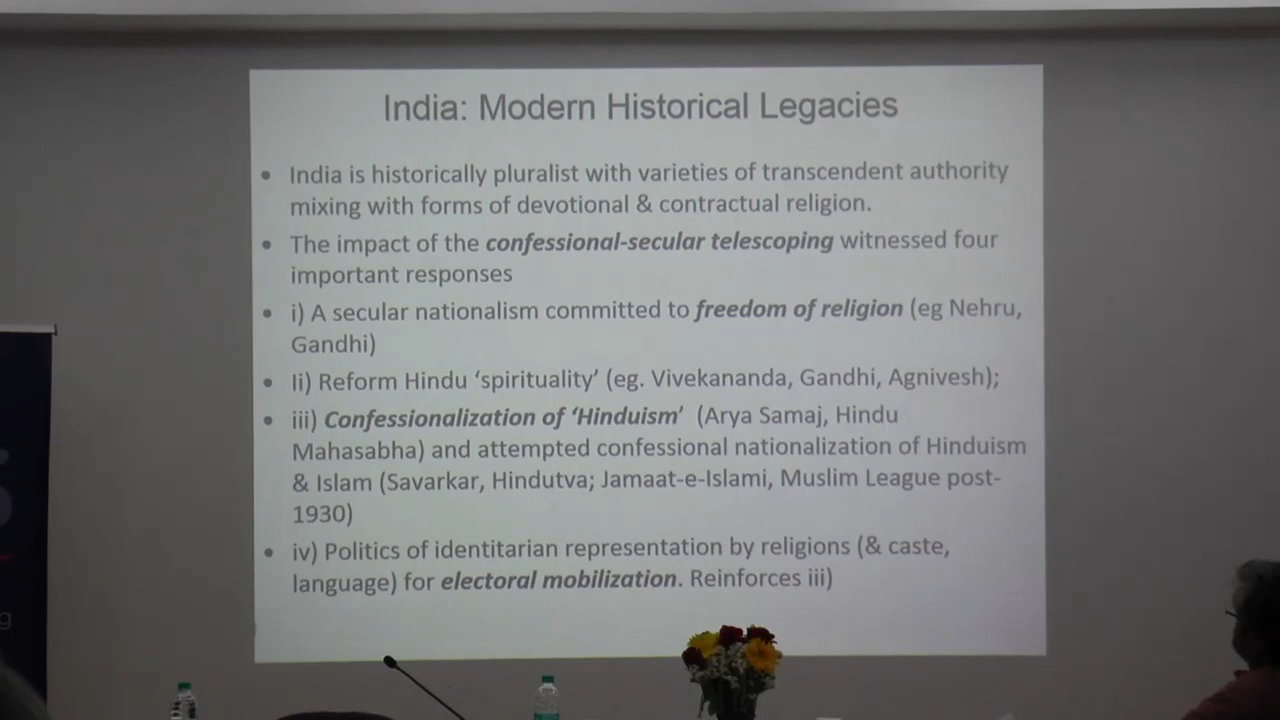 India: Modern Historical Legacies
• India is historically pluralist with varieties of transcendent authority
mixing with forms of devotional & contractual religion.
• The impact of the confessional-secular telescoping witnessed four
important responses
• i) A secular nationalism committed to freedom of religion (eg Nehru,
Gandhi)
• Ii) Reform Hindu ‘spirituality’ (eg. Vivekananda, Gandhi, Agnivesh);
• iii) Confessionalization of ‘Hinduism’ (Arya Samaj, Hindu
Mahasabha) and attempted confessional nationalization of Hinduism
& Islam (Savarkar, Hindutva; Jamaat-e-Islami, Muslim League post-
1930)
• iv) Politics of identitarian representation by religions (& caste,
language) for electoral mobilization. Reinforces iii)
g